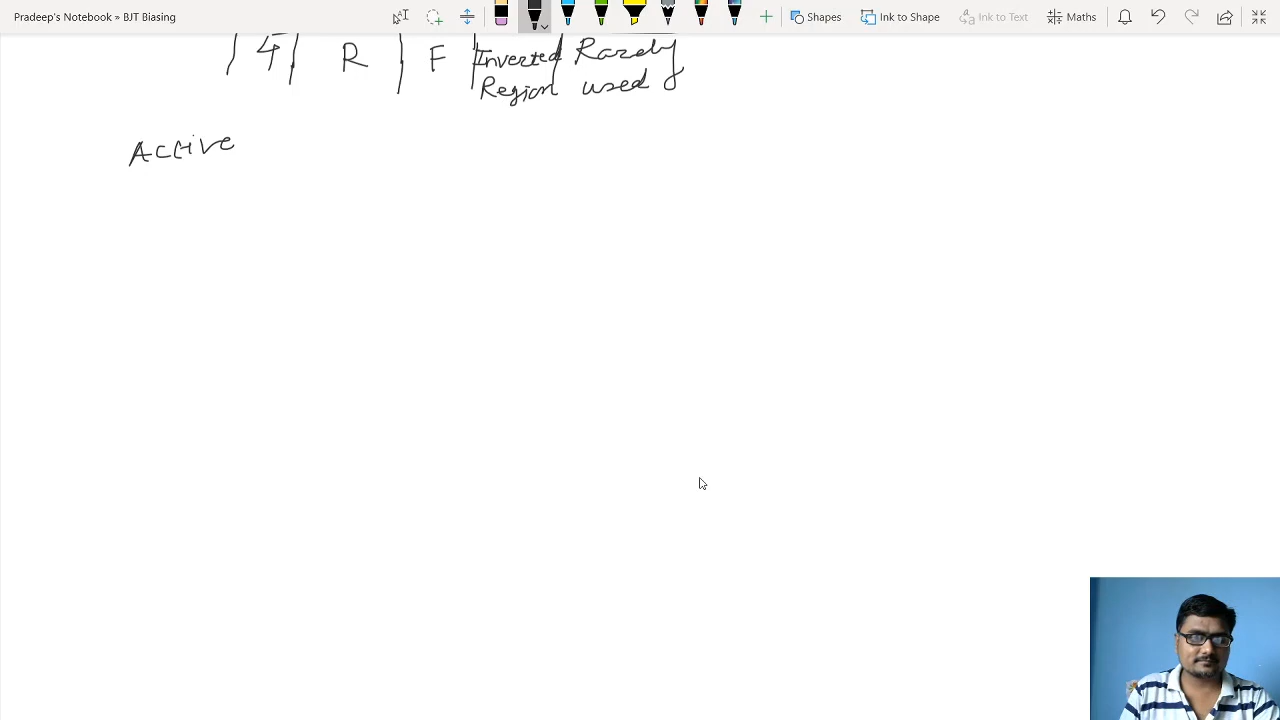 Pradeep's Notebook » BJT Biasing
Shapes
Ink to Shape
Ink to Text
Maths
4 R F Inverted Rarely
Region used
Active